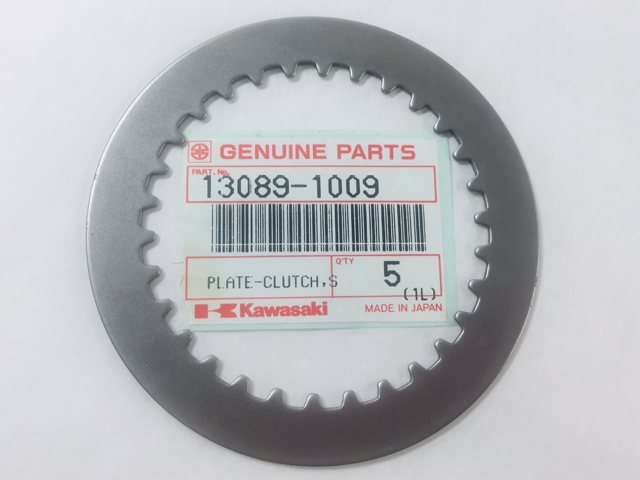 GENUINE PARTS
PART. No.
13089-1009
PLATE-CLUTCH,S
Q'TY
5
(1L)
Kawasaki
MADE IN JAPAN